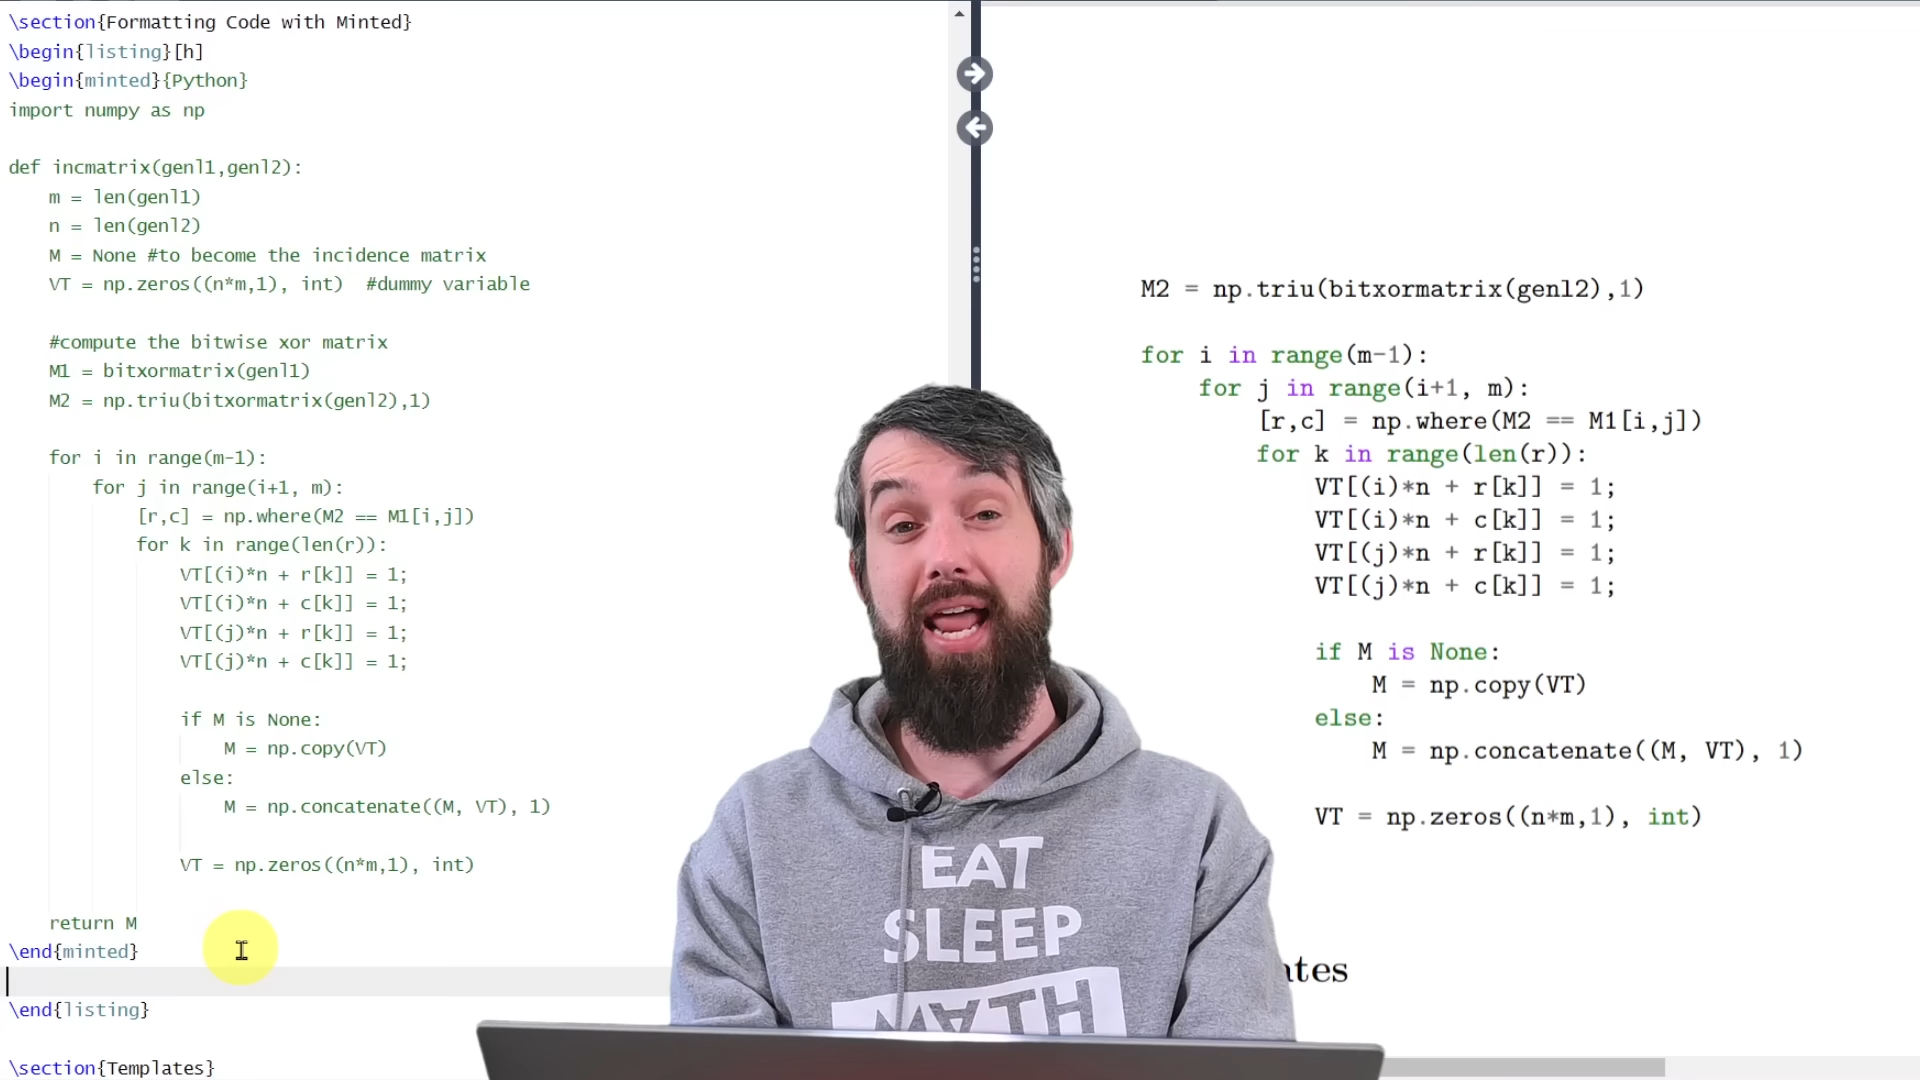 \section{Formatting Code with Minted}
\begin{listing}[h]
\begin{minted}{Python}
import numpy as np
def incmatrix(genl1,genl2):
m = len(genl1)
n = len(genl2)
M = None #to become the incidence matrix
VT = np.zeros((n*m,1), int)  #dummy variable
#compute the bitwise xor matrix
M1 = bitxormatrix(genl1)
M2 = np.triu(bitxormatrix(genl2),1)
for i in range(m-1):
for j in range(i+1, m):
[r,c] = np.where(M2 == M1[i,j])
for k in range(len(r)):
VT[(i)*n + r[k]] = 1;
VT[(i)*n + c[k]] = 1;
VT[(j)*n + r[k]] = 1;
VT[(j)*n + c[k]] = 1;
if M is None:
M = np.copy(VT)
else:
M = np.concatenate((M, VT), 1)
VT = np.zeros((n*m,1), int)
return M
\end{minted}
\end{listing}
\section{Templates}
M2 = np.triu(bitxormatrix(genl2),1)
for i in range(m-1):
for j in range(i+1, m):
[r,c] = np.where(M2 == M1[i,j])
for k in range(len(r)):
VT[(i)*n + r[k]] = 1;
VT[(i)*n + c[k]] = 1;
VT[(j)*n + r[k]] = 1;
VT[(j)*n + c[k]] = 1;
if M is None:
M = np.copy(VT)
else:
M = np.concatenate((M, VT), 1)
VT = np.zeros((n*m,1), int)
ates
EAT
SLEEP
MATH